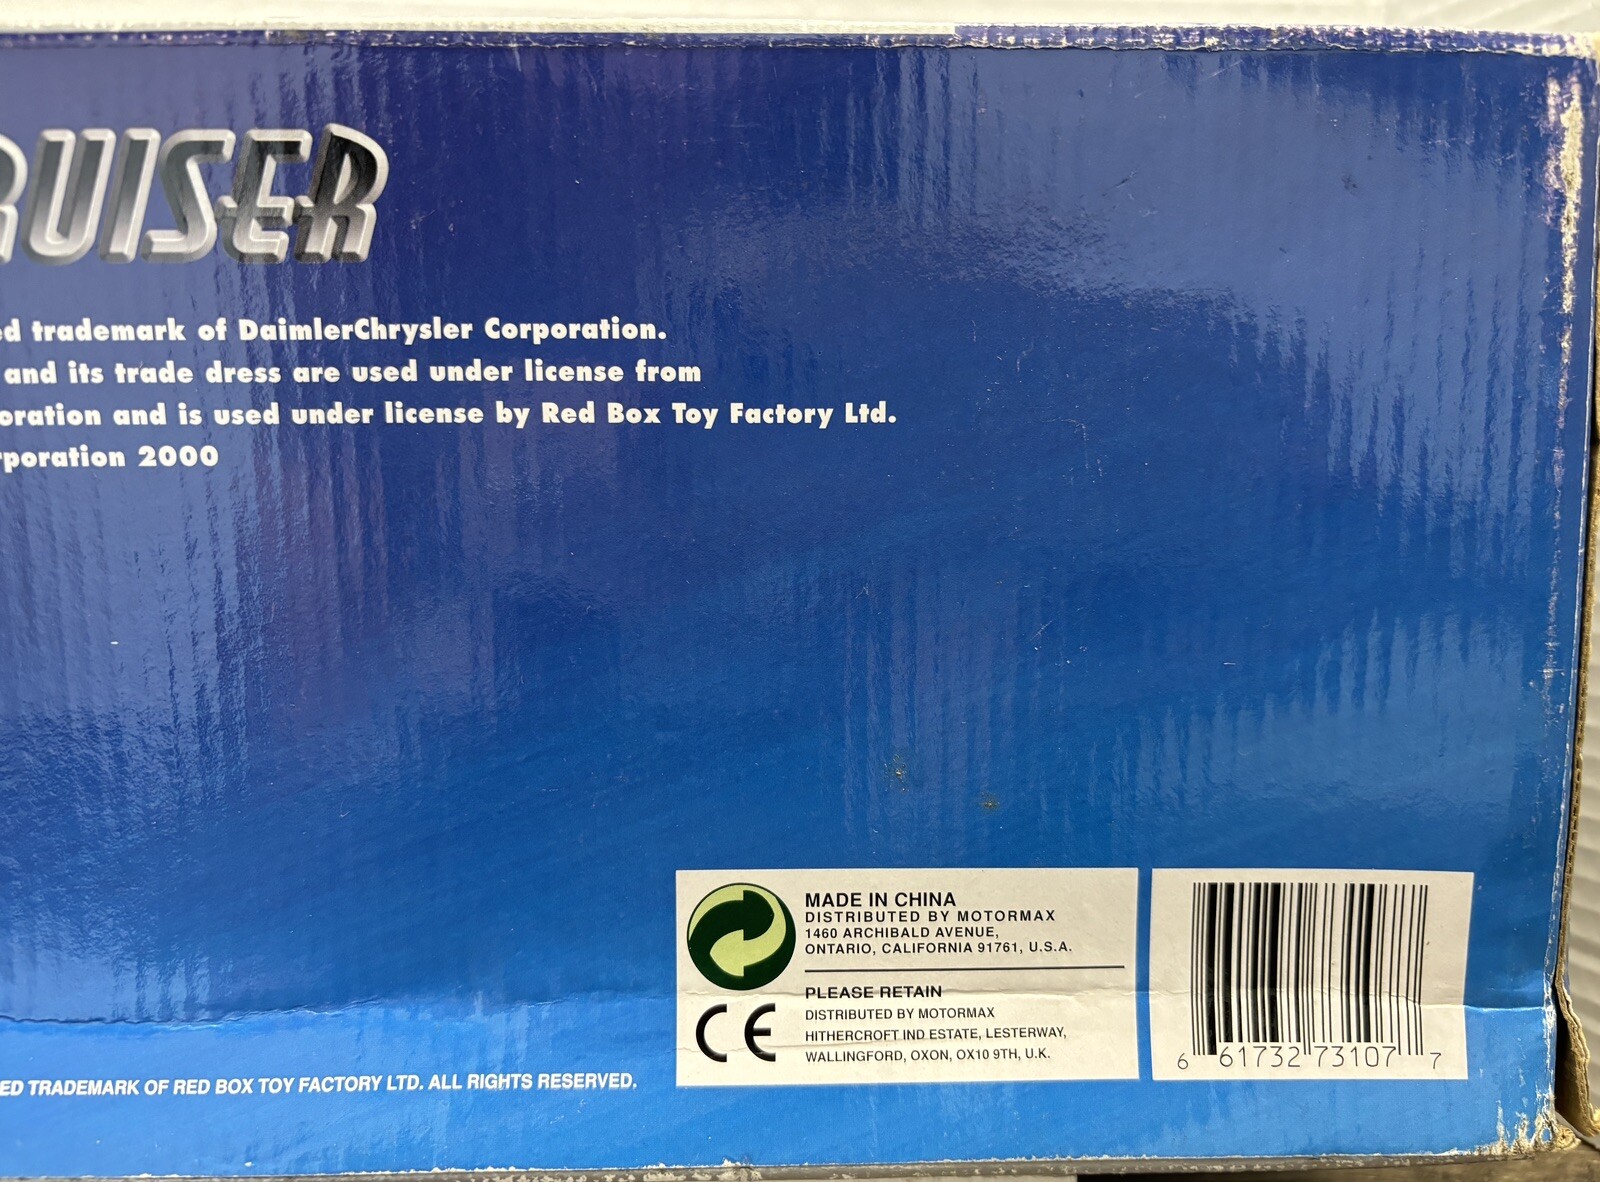 RUISER
ed trademark of DaimlerChrysler Corporation.
and its trade dress are used under license from
oration and is used under license by Red Box Toy Factory Ltd.
rporation 2000
MADE IN CHINA
DISTRIBUTED BY MOTORMAX
1460 ARCHIBALD AVENUE,
ONTARIO, CALIFORNIA 91761, U.S.A.
PLEASE RETAIN
DISTRIBUTED BY MOTORMAX
HITHERCROFT IND ESTATE, LESTERWAY,
WALLINGFORD, OXON, OX10 9TH, U.K.
CE
6 61732 73107 7
ED TRADEMARK OF RED BOX TOY FACTORY LTD. ALL RIGHTS RESERVED.